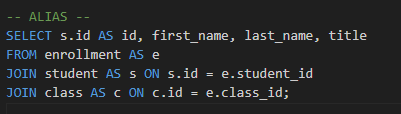 -- ALIAS --
SELECT s.id AS id, first_name, last_name, title
FROM enrollment AS e
JOIN student AS s ON s.id = e.student_id
JOIN class AS c ON c.id = e.class_id;